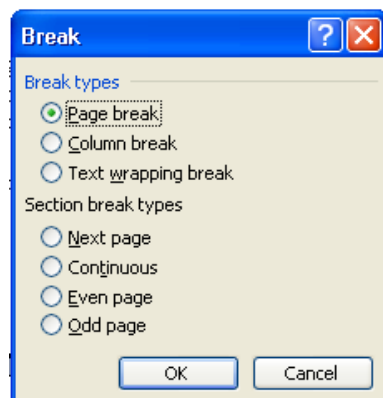 Break
Break types
Page break
Column break
Text wrapping break
Section break types
Next page
Continuous
Even page
Odd page
OK Cancel